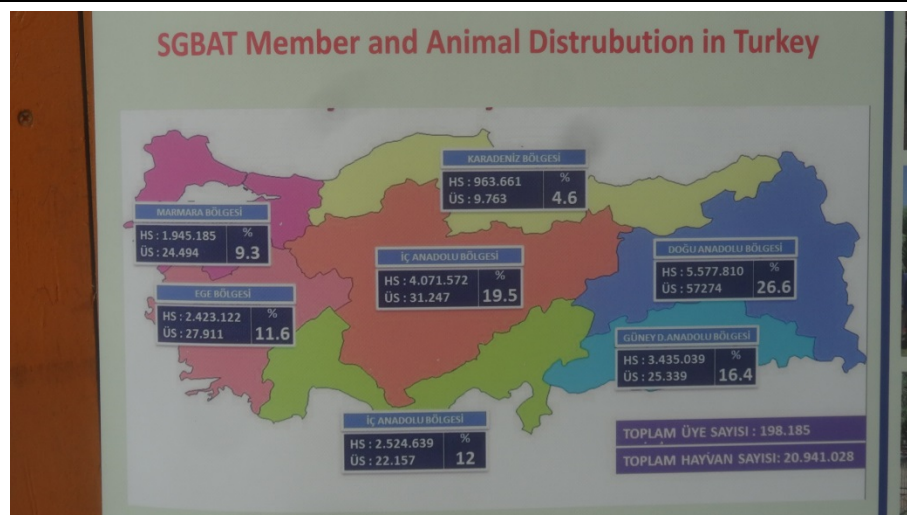 SGBAT Member and Animal Distrubution in Turkey
KARADENİZ BÖLGESİ
HS : 963.661
ÜS : 9.763
%
4.6
MARMARA BÖLGESİ
HS : 1.945.185
ÜS : 24.494
%
9.3
İÇ ANADOLU BÖLGESİ
HS : 4.071.572
ÜS : 31.247
%
19.5
DOĞU ANADOLU BÖLGESİ
HS : 5.577.810
ÜS : 57274
%
26.6
EGE BÖLGESİ
HS : 2.423.122
ÜS : 27.911
%
11.6
GÜNEY D.ANADOLU BÖLGESİ
HS : 3.435.039
ÜS : 25.339
%
16.4
İÇ ANADOLU BÖLGESİ
HS : 2.524.639
ÜS : 22.157
%
12
TOPLAM ÜYE SAYISI : 198.185
TOPLAM HAYVAN SAYISI: 20.941.028